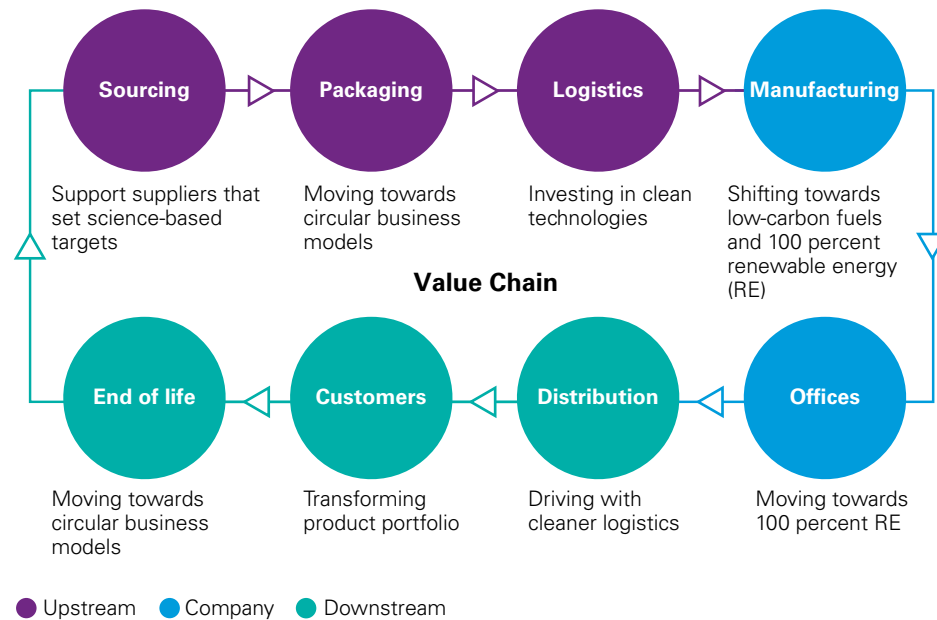 Sourcing
Packaging
Logistics
Manufacturing
Support suppliers that
set science-based
targets
Moving towards
circular business
models
Investing in clean
technologies
Shifting towards
low-carbon fuels
and 100 percent
renewable energy
(RE)
Value Chain
End of life
Customers
Distribution
Offices
Moving towards
circular business
models
Transforming
product portfolio
Driving with
cleaner logistics
Moving towards
100 percent RE
Upstream
Company
Downstream